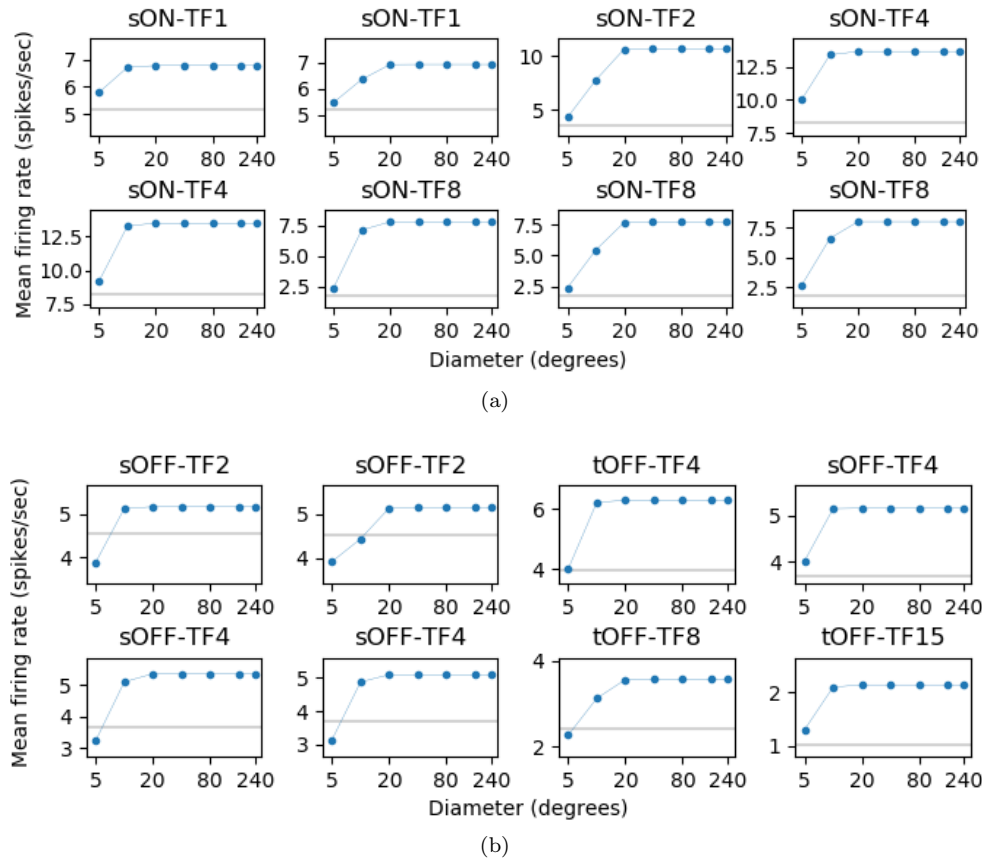 sON-TF1 sON-TF1 sON-TF2 sON-TF4
Mean firing rate (spikes/sec)
7 7 10 12.5
6 6 5 10.0
5 5 7.5
5 20 80 240 5 20 80 240 5 20 80 240 5 20 80 240
sON-TF4 sON-TF8 sON-TF8 sON-TF8
12.5 7.5 7.5 7.5
10.0 5.0 5.0 5.0
7.5 2.5 2.5 2.5
5 20 80 240 5 20 80 240 5 20 80 240 5 20 80 240
Diameter (degrees)
(a)
sOFF-TF2 sOFF-TF2 tOFF-TF4 sOFF-TF4
Mean firing rate (spikes/sec)
5 5 6 5
4 4 4 4
5 20 80 240 5 20 80 240 5 20 80 240 5 20 80 240
sOFF-TF4 sOFF-TF4 tOFF-TF8 tOFF-TF15
5 5 4 2
4 4 2 1
3 3
5 20 80 240 5 20 80 240 5 20 80 240 5 20 80 240
Diameter (degrees)
(b)